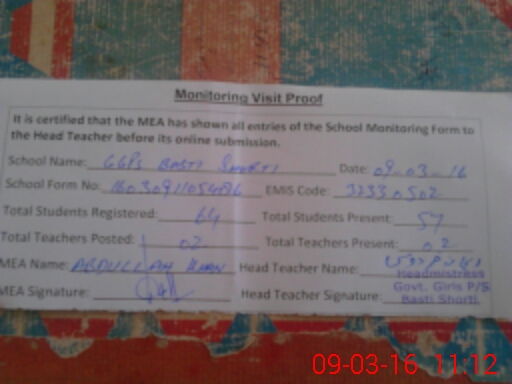 Monitoring Visit Proof
It is certified that the MEA has shown all entries of the School Monitoring Form to
the Head Teacher before its online submission.
School Name: GGPS BASTI SHORTI Date: 09-03-16
School Form No: EMIS Code: 32330502
Total Students Registered: 64 Total Students Present: 57
Total Teachers Posted: 02 Total Teachers Present: 02
MEA Name: ABDULLAH KHAN Head Teacher Name:
Headmistress
MEA Signature: Head Teacher Signature: Govt. Girls P/S
Basti Shorti.
09-03-16 11:12